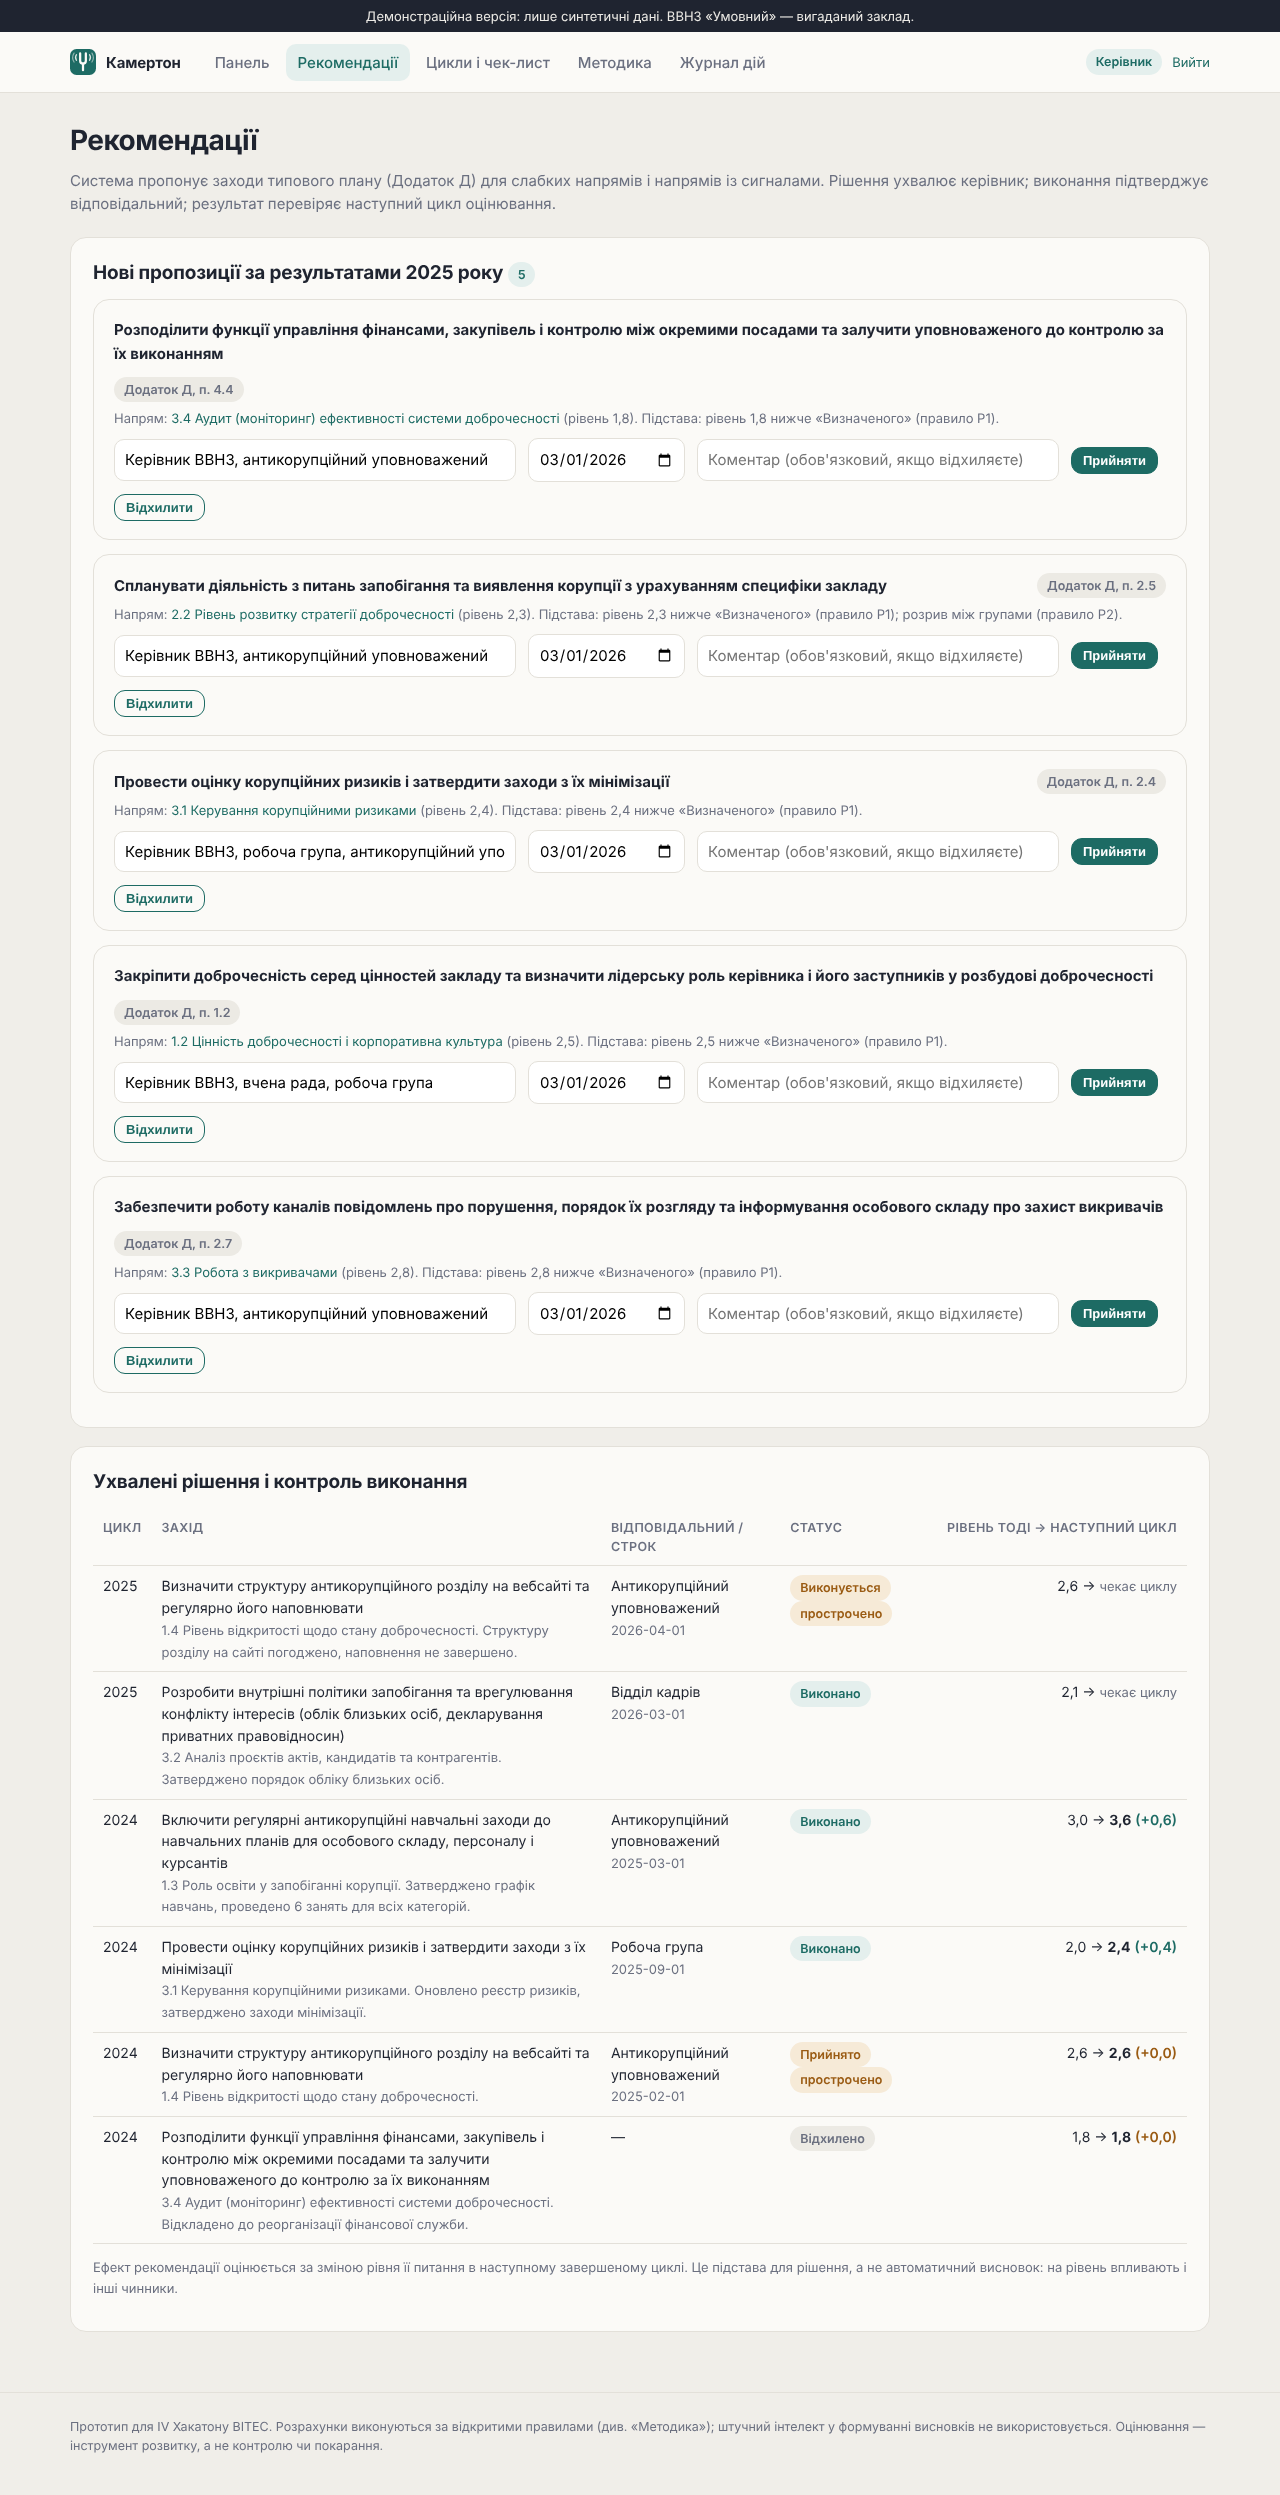 Демонстраційна версія: лише синтетичні дані. ВВНЗ «Умовний» — вигаданий заклад.
Камертон
Панель
Рекомендації
Цикли і чек-лист
Методика
Журнал дій
Керівник
Вийти
Рекомендації
Система пропонує заходи типового плану (Додаток Д) для слабких напрямів і напрямів із сигналами. Рішення ухвалює керівник; виконання підтверджує
відповідальний; результат перевіряє наступний цикл оцінювання.
Нові пропозиції за результатами 2025 року 5
Розподілити функції управління фінансами, закупівель і контролю між окремими посадами та залучити уповноваженого до контролю за
їх виконанням
Додаток Д, п. 4.4
Напрям: 3.4 Аудит (моніторинг) ефективності системи доброчесності (рівень 1,8). Підстава: рівень 1,8 нижче «Визначеного» (правило Р1).
Керівник ВВНЗ, антикорупційний уповноважений
03/01/2026
Коментар (обов'язковий, якщо відхиляєте)
Прийняти
Відхилити
Спланувати діяльність з питань запобігання та виявлення корупції з урахуванням специфіки закладу
Додаток Д, п. 2.5
Напрям: 2.2 Рівень розвитку стратегії доброчесності (рівень 2,3). Підстава: рівень 2,3 нижче «Визначеного» (правило Р1); розрив між групами (правило Р2).
Керівник ВВНЗ, антикорупційний уповноважений
03/01/2026
Коментар (обов'язковий, якщо відхиляєте)
Прийняти
Відхилити
Провести оцінку корупційних ризиків і затвердити заходи з їх мінімізації
Додаток Д, п. 2.4
Напрям: 3.1 Керування корупційними ризиками (рівень 2,4). Підстава: рівень 2,4 нижче «Визначеного» (правило Р1).
Керівник ВВНЗ, робоча група, антикорупційний упо
03/01/2026
Коментар (обов'язковий, якщо відхиляєте)
Прийняти
Відхилити
Закріпити доброчесність серед цінностей закладу та визначити лідерську роль керівника і його заступників у розбудові доброчесності
Додаток Д, п. 1.2
Напрям: 1.2 Цінність доброчесності і корпоративна культура (рівень 2,5). Підстава: рівень 2,5 нижче «Визначеного» (правило Р1).
Керівник ВВНЗ, вчена рада, робоча група
03/01/2026
Коментар (обов'язковий, якщо відхиляєте)
Прийняти
Відхилити
Забезпечити роботу каналів повідомлень про порушення, порядок їх розгляду та інформування особового складу про захист викривачів
Додаток Д, п. 2.7
Напрям: 3.3 Робота з викривачами (рівень 2,8). Підстава: рівень 2,8 нижче «Визначеного» (правило Р1).
Керівник ВВНЗ, антикорупційний уповноважений
03/01/2026
Коментар (обов'язковий, якщо відхиляєте)
Прийняти
Відхилити
Ухвалені рішення і контроль виконання
ЦИКЛ
ЗАХІД
ВІДПОВІДАЛЬНИЙ /
СТРОК
СТАТУС
РІВЕНЬ ТОДІ → НАСТУПНИЙ ЦИКЛ
2025
Визначити структуру антикорупційного розділу на вебсайті та
регулярно його наповнювати
1.4 Рівень відкритості щодо стану доброчесності. Структуру
розділу на сайті погоджено, наповнення не завершено.
Антикорупційний
уповноважений
2026-04-01
Виконується
прострочено
2,6 → чекає циклу
2025
Розробити внутрішні політики запобігання та врегулювання
конфлікту інтересів (облік близьких осіб, декларування
приватних правовідносин)
3.2 Аналіз проєктів актів, кандидатів та контрагентів.
Затверджено порядок обліку близьких осіб.
Відділ кадрів
2026-03-01
Виконано
2,1 → чекає циклу
2024
Включити регулярні антикорупційні навчальні заходи до
навчальних планів для особового складу, персоналу і
курсантів
1.3 Роль освіти у запобіганні корупції. Затверджено графік
навчань, проведено 6 занять для всіх категорій.
Антикорупційний
уповноважений
2025-03-01
Виконано
3,0 → 3,6 (+0,6)
2024
Провести оцінку корупційних ризиків і затвердити заходи з їх
мінімізації
3.1 Керування корупційними ризиками. Оновлено реєстр ризиків,
затверджено заходи мінімізації.
Робоча група
2025-09-01
Виконано
2,0 → 2,4 (+0,4)
2024
Визначити структуру антикорупційного розділу на вебсайті та
регулярно його наповнювати
1.4 Рівень відкритості щодо стану доброчесності.
Антикорупційний
уповноважений
2025-02-01
Прийнято
прострочено
2,6 → 2,6 (+0,0)
2024
Розподілити функції управління фінансами, закупівель і
контролю між окремими посадами та залучити
уповноваженого до контролю за їх виконанням
3.4 Аудит (моніторинг) ефективності системи доброчесності.
Відкладено до реорганізації фінансової служби.
—
Відхилено
1,8 → 1,8 (+0,0)
Ефект рекомендації оцінюється за зміною рівня її питання в наступному завершеному циклі. Це підстава для рішення, а не автоматичний висновок: на рівень впливають і
інші чинники.
Прототип для IV Хакатону ВІТЕС. Розрахунки виконуються за відкритими правилами (див. «Методика»); штучний інтелект у формуванні висновків не використовується. Оцінювання —
інструмент розвитку, а не контролю чи покарання.